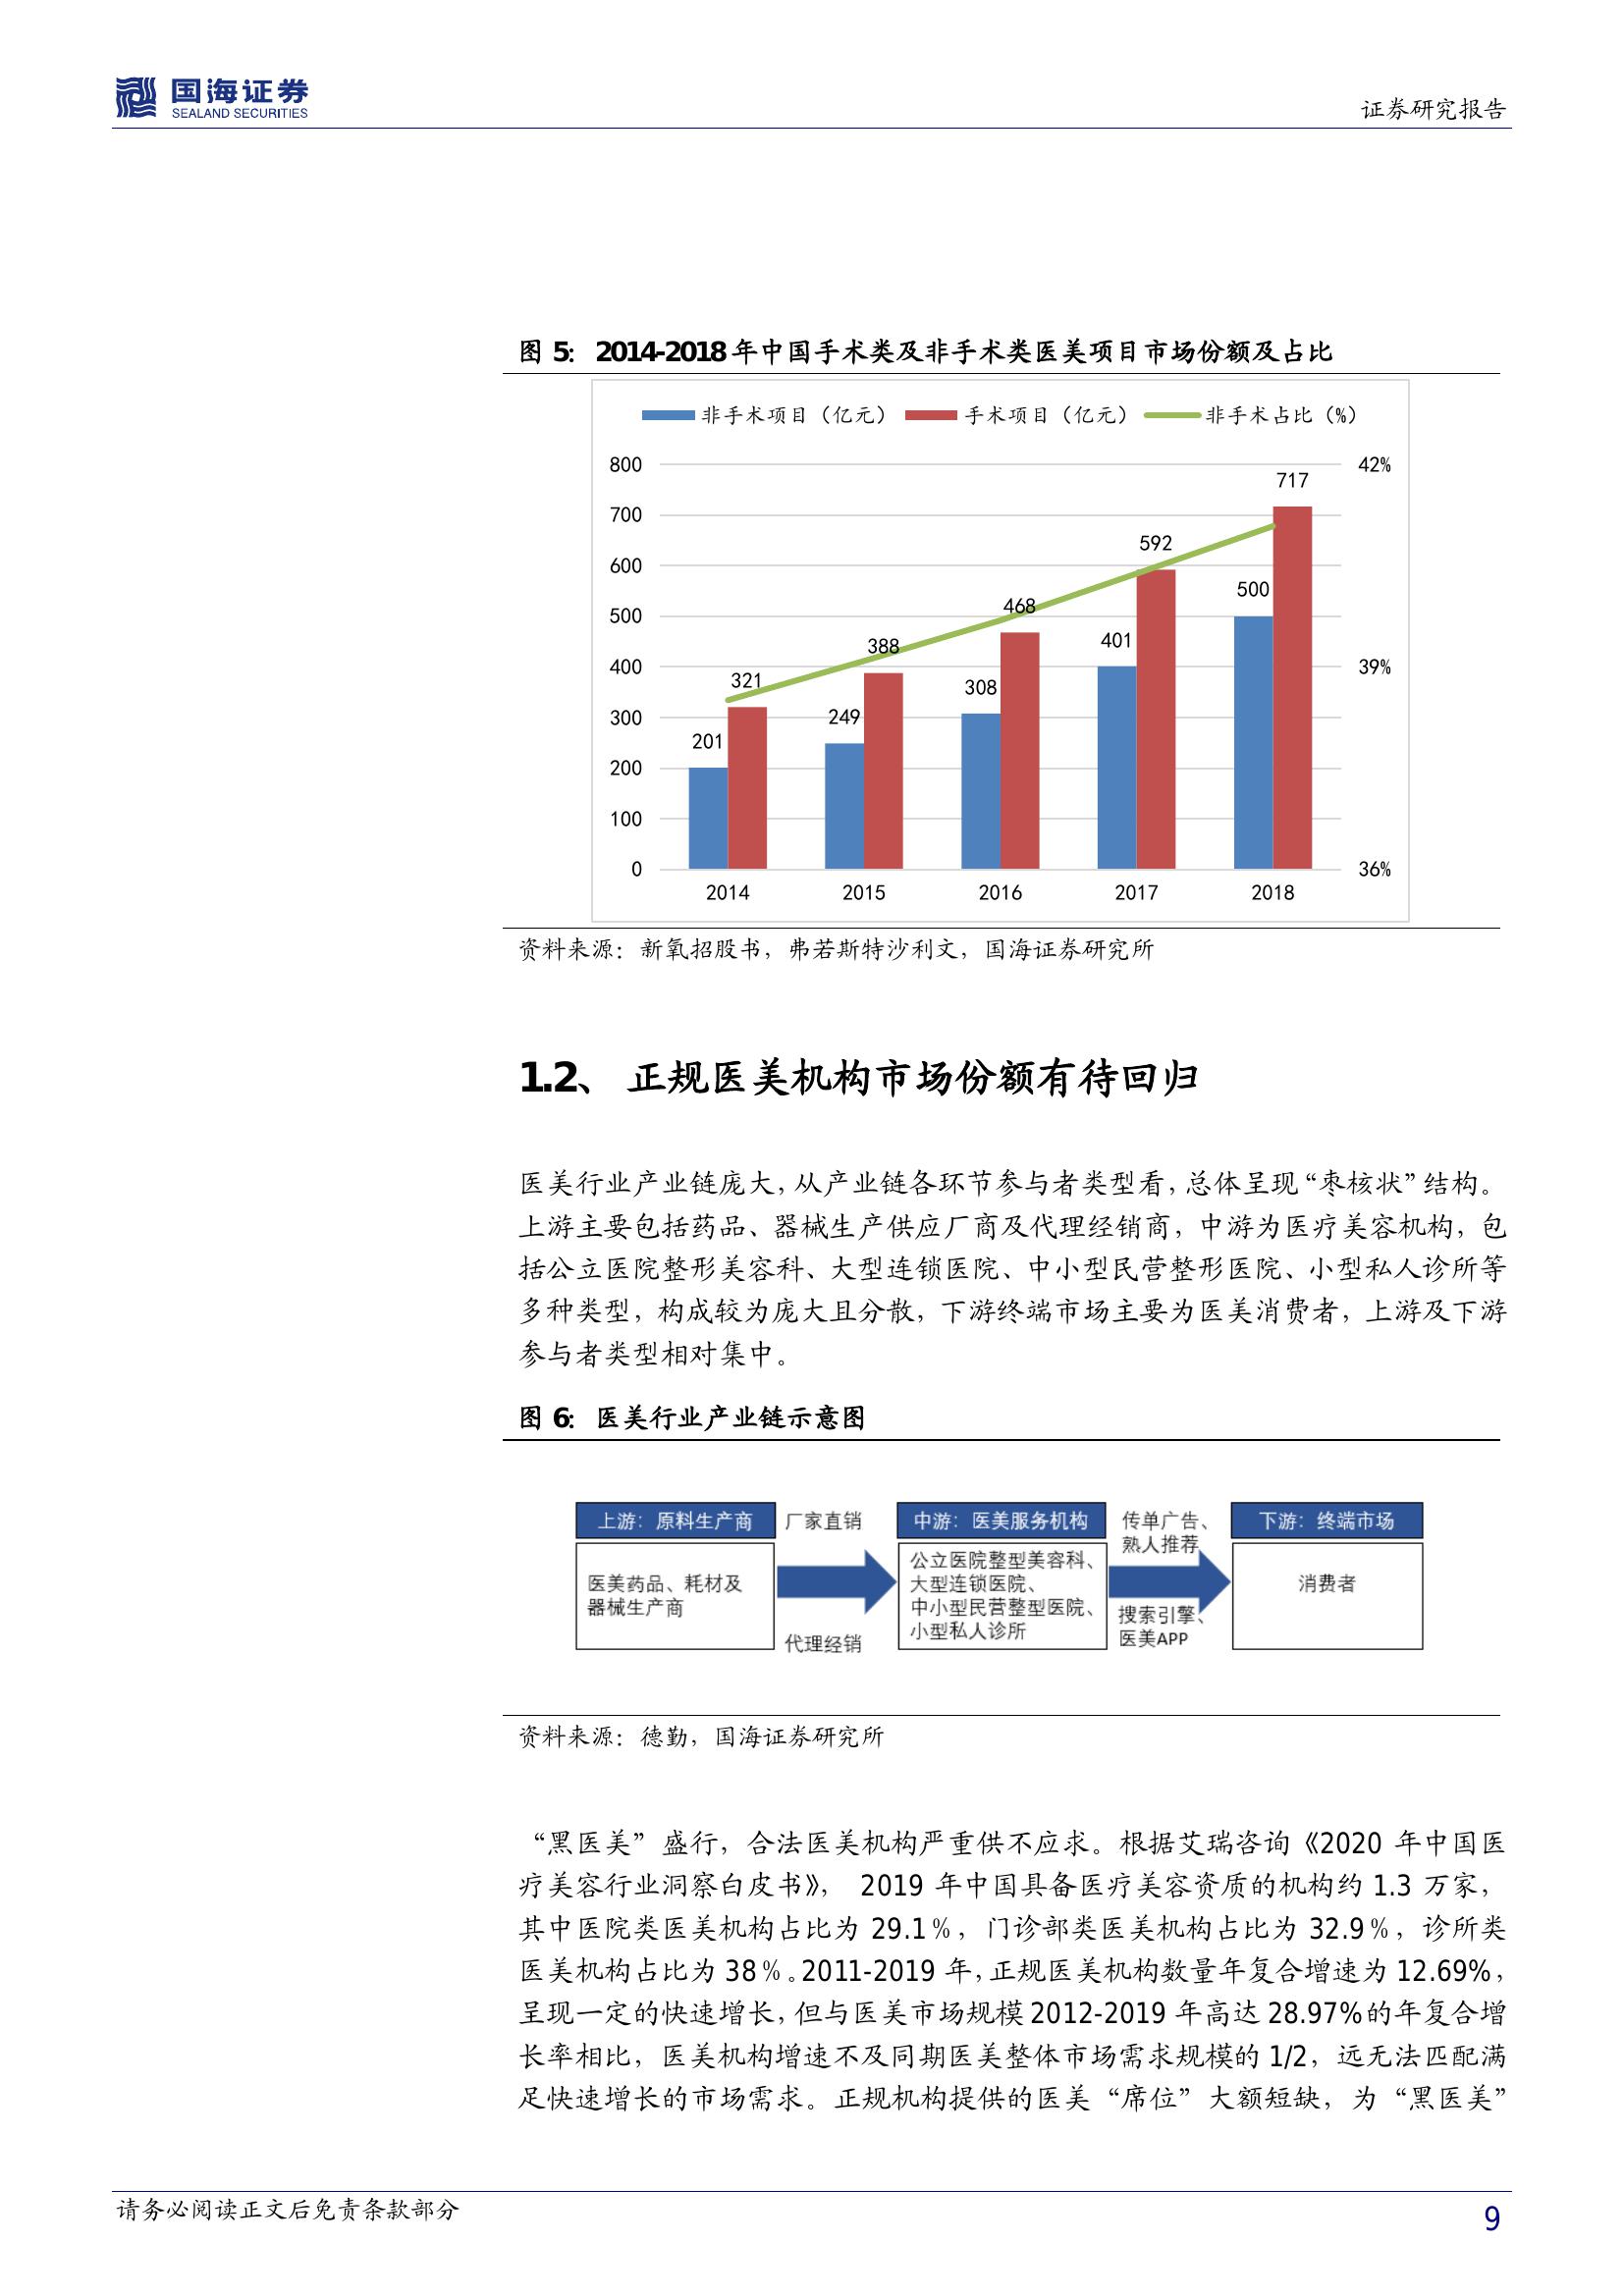 国海证券
SEALAND SECURITIES
证券研究报告
图 5: 2014-2018年中国手术类及非手术类医美项目市场份额及占比
非手术项目（亿元） 手术项目（亿元） 非手术占比（%）
800 42%
717
700
592
600
500
468
500
401
388
400 39%
321
308
300
249
201
200
100
0 36%
2014 2015 2016 2017 2018
资料来源：新氧招股书，弗若斯特沙利文，国海证券研究所
1.2、 正规医美机构市场份额有待回归
医美行业产业链庞大，从产业链各环节参与者类型看，总体呈现“枣核状”结构。
上游主要包括药品、器械生产供应厂商及代理经销商，中游为医疗美容机构，包
括公立医院整形美容科、大型连锁医院、中小型民营整形医院、小型私人诊所等
多种类型，构成较为庞大且分散，下游终端市场主要为医美消费者，上游及下游
参与者类型相对集中。
图 6: 医美行业产业链示意图
上游：原料生产商
医美药品、耗材及
器械生产商
厂家直销
代理经销
中游：医美服务机构
公立医院整型美容科、
大型连锁医院、
中小型民营整型医院、
小型私人诊所
传单广告、
熟人推荐
搜索引擎、
医美APP
下游：终端市场
消费者
资料来源：德勤，国海证券研究所
“黑医美”盛行，合法医美机构严重供不应求。根据艾瑞咨询《2020 年中国医
疗美容行业洞察白皮书》， 2019 年中国具备医疗美容资质的机构约 1.3 万家，
其中医院类医美机构占比为 29.1%，门诊部类医美机构占比为 32.9%，诊所类
医美机构占比为 38%。2011-2019 年，正规医美机构数量年复合增速为 12.69%，
呈现一定的快速增长，但与医美市场规模 2012-2019 年高达 28.97%的年复合增
长率相比，医美机构增速不及同期医美整体市场需求规模的 1/2，远无法匹配满
足快速增长的市场需求。正规机构提供的医美“席位”大额短缺，为“黑医美”
请务必阅读正文后免责条款部分
9